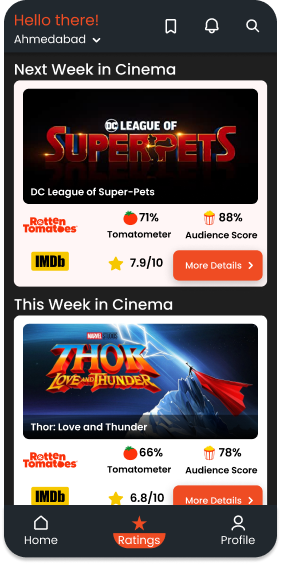 Hello there!
Ahmedabad
Next Week in Cinema
DC LEAGUE OF
SUPER-PETS
DC League of Super-Pets
Rotten
Tomatoes
71%
Tomatometer
88%
Audience Score
IMDb
7.9/10
More Details
This Week in Cinema
MARVEL STUDIOS
THOR
LOVE AND THUNDER
Thor: Love and Thunder
Rotten
Tomatoes
66%
Tomatometer
78%
Audience Score
IMDb
6.8/10
More Details
Home
Ratings
Profile